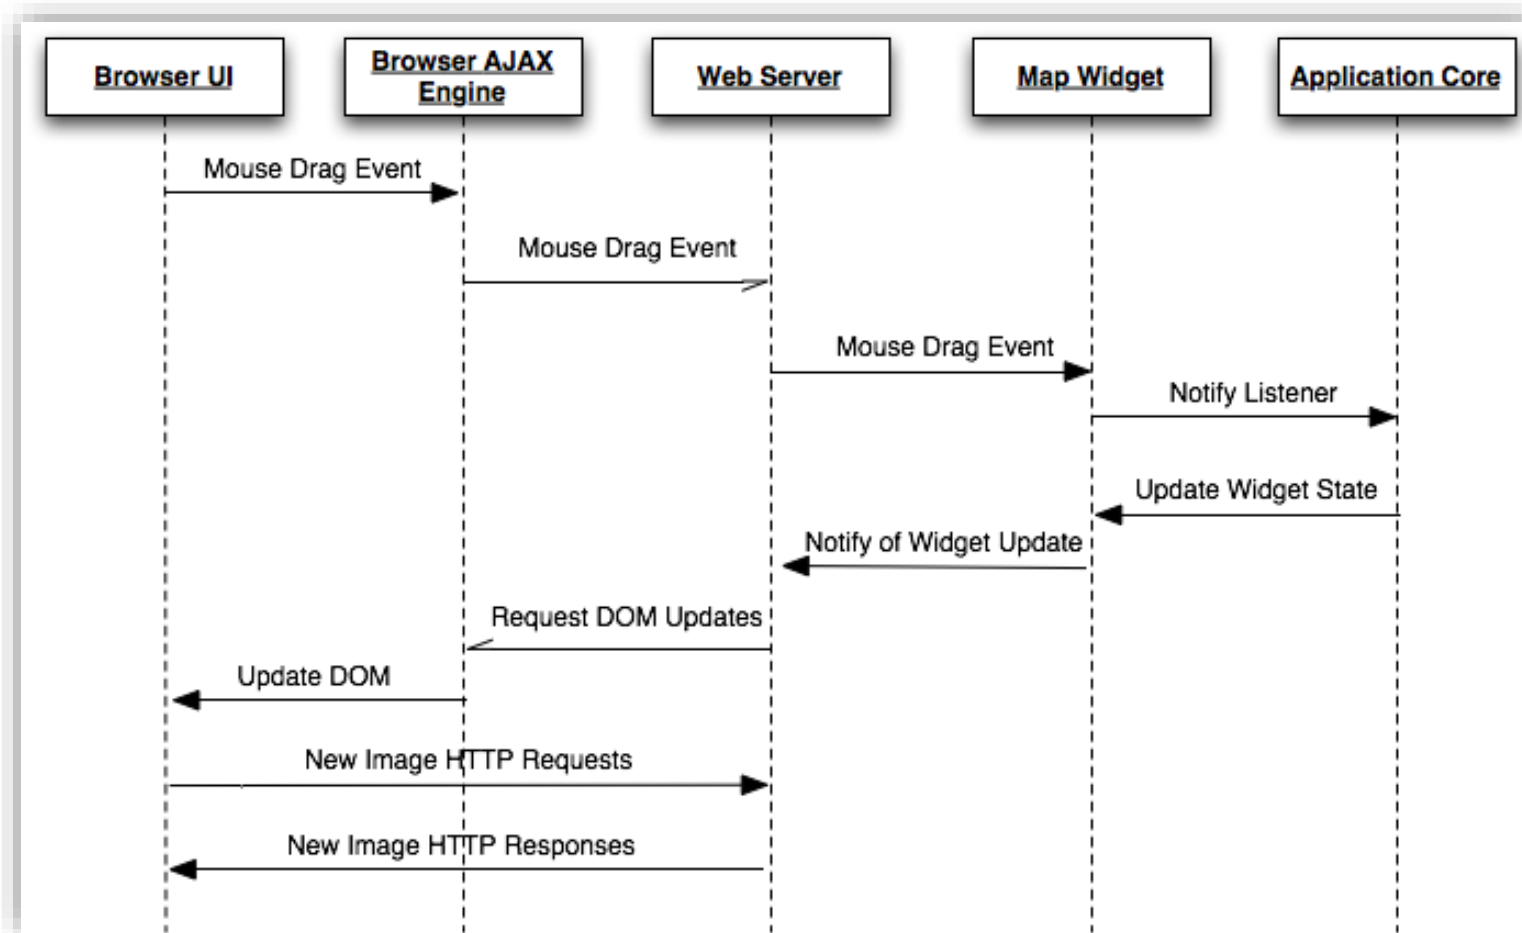 Browser UI
Browser AJAX
Engine
Web Server
Map Widget
Application Core
Mouse Drag Event
Mouse Drag Event
Mouse Drag Event
Notify Listener
Update Widget State
Notify of Widget Update
Request DOM Updates
Update DOM
New Image HTTP Requests
New Image HTTP Responses